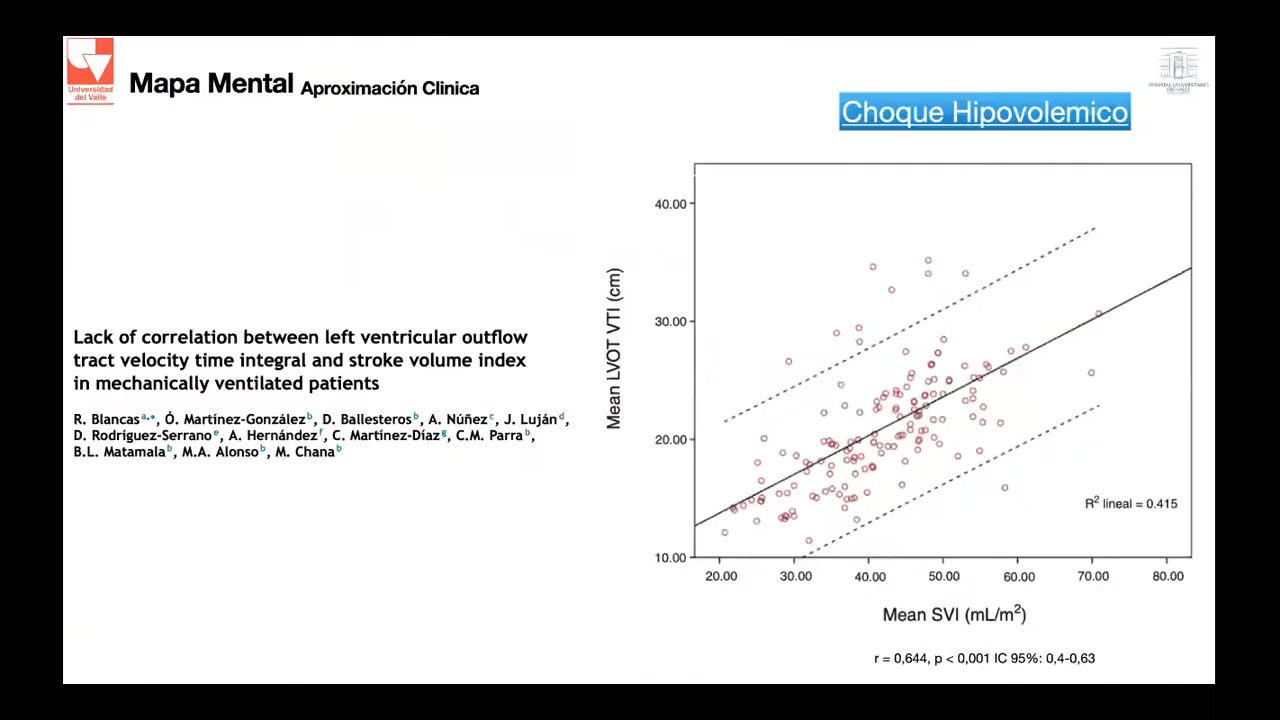 Universidad
del Valle
Mapa Mental Aproximación Clinica
HOSPITAL UNIVERSITARIO
DEL VALLE
Choque Hipovolemico
Lack of correlation between left ventricular outflow
tract velocity time integral and stroke volume index
in mechanically ventilated patients
R. Blancas a,*, Ó. Martínez-González b, D. Ballesteros b, A. Núñez c, J. Luján d,
D. Rodríguez-Serrano e, A. Hernández f, C. Martínez-Díaz g, C.M. Parra b,
B.L. Matamala b, M.A. Alonso b, M. Chana b
Mean LVOT VTI (cm)
40.00
30.00
20.00
10.00
R² lineal = 0.415
20.00 30.00 40.00 50.00 60.00 70.00 80.00
Mean SVI (mL/m²)
r = 0,644, p < 0,001 IC 95%: 0,4-0,63